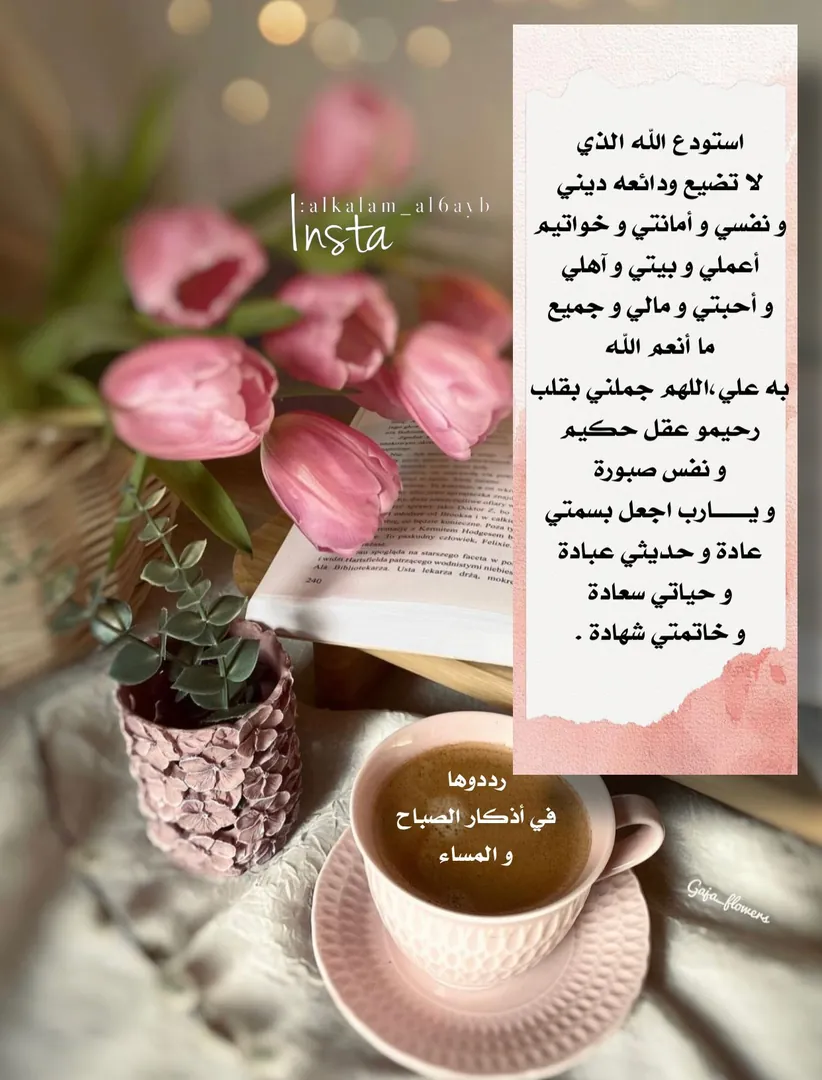 استودع الله الذي
لا تضيع ودائعه ديني
و نفسي و أمانتي و خواتيم
أعملي و بيتي و آهلي
و أحبتي و مالي و جميع
ما أنعم الله
به علي،اللهم جملني بقلب
رحيمو عقل حكيم
و نفس صبورة
و يـــــارب اجعل بسمتي
عادة و حديثي عبادة
و حياتي سعادة
و خاتمتي شهادة .
:alkalam_al6ayb
Insta
240
رددوها
في أذكار الصباح
و المساء
Gaja_flowers